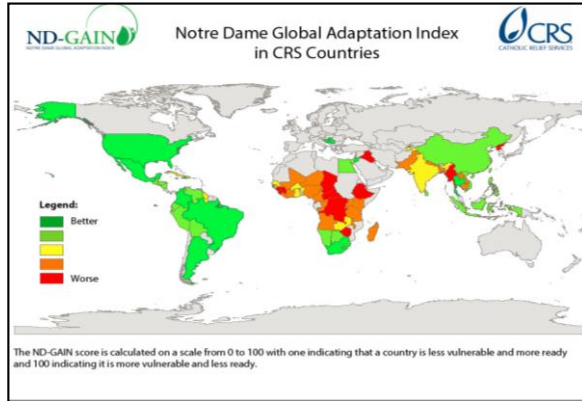 ND-GAIN
NOTRE DAME GLOBAL ADAPTATION INDEX
Notre Dame Global Adaptation Index
in CRS Countries
CRS
CATHOLIC RELIEF SERVICES
Legend:
Better
Worse
The ND-GAIN score is calculated on a scale from 0 to 100 with one indicating that a country is less vulnerable and more ready
and 100 indicating it is more vulnerable and less ready.